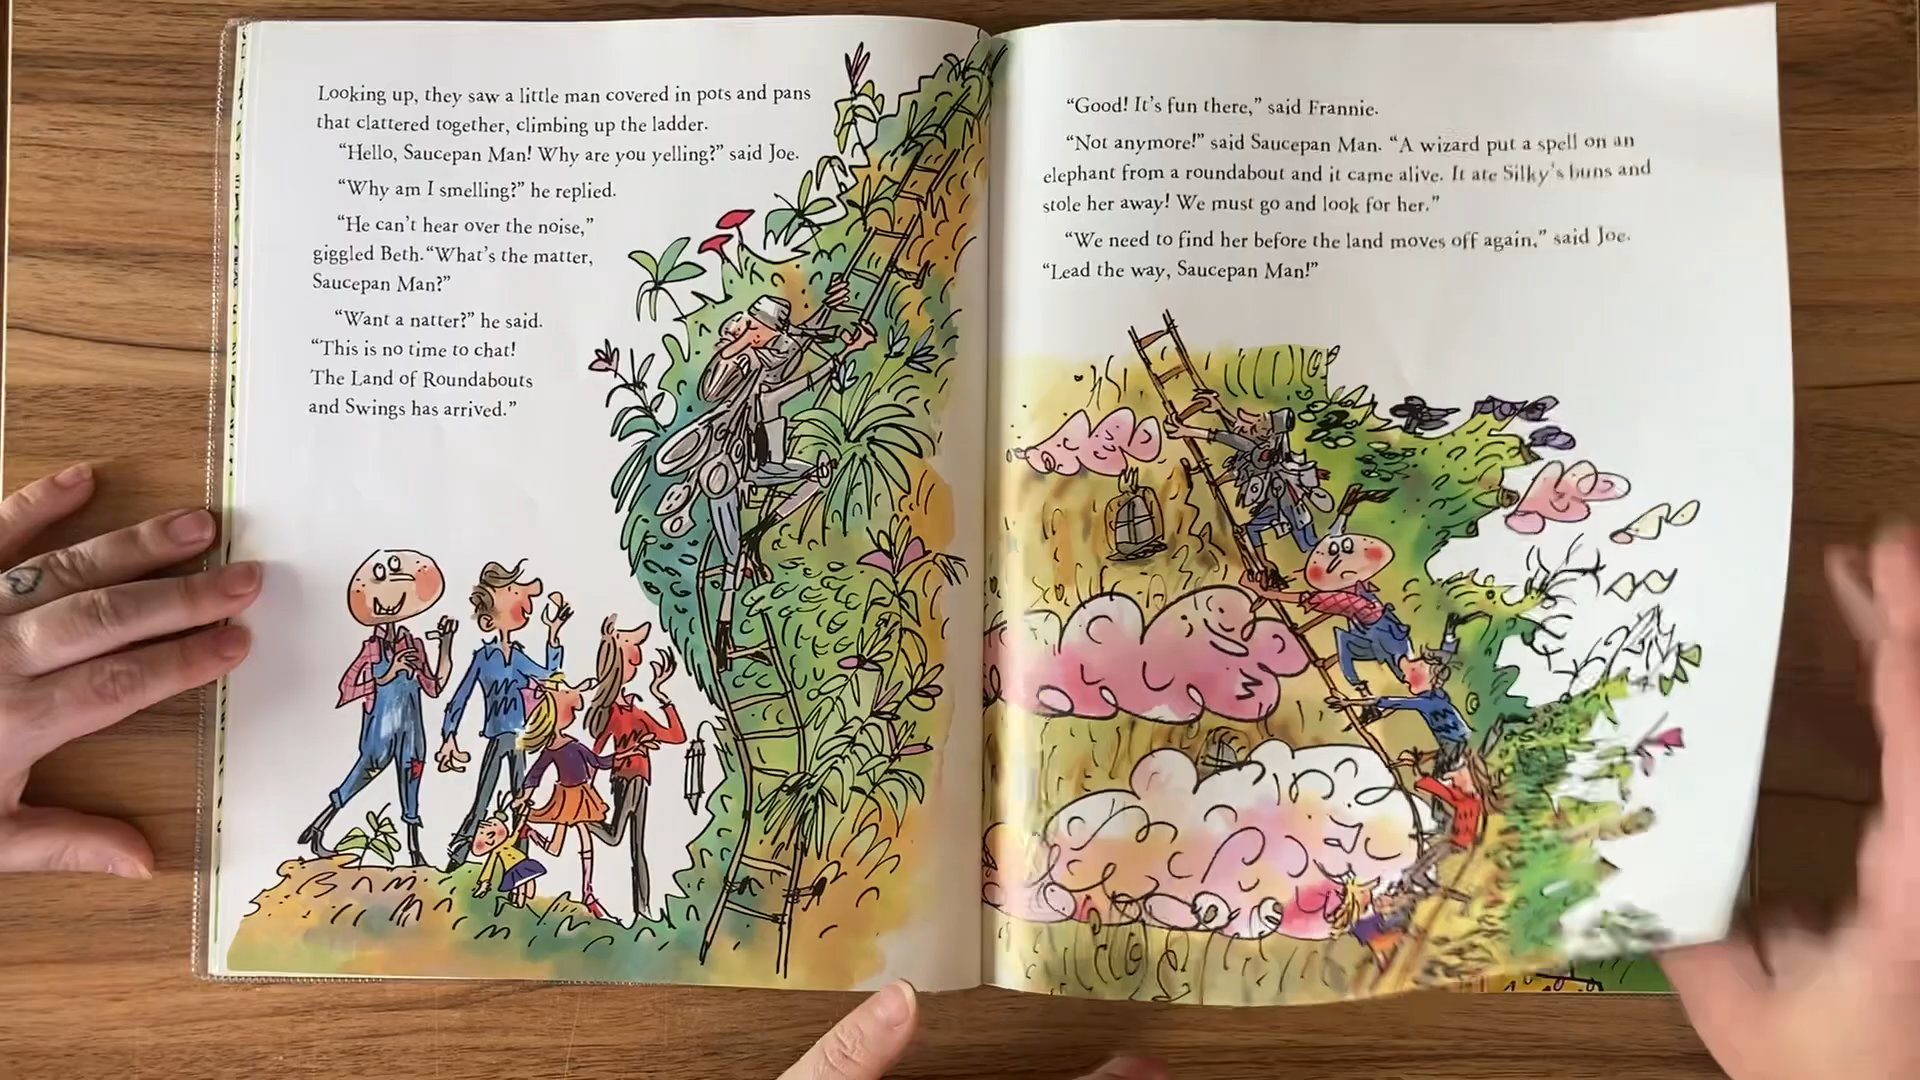 Looking up, they saw a little man covered in pots and pans
that clattered together, climbing up the ladder.
“Hello, Saucepan Man! Why are you yelling?” said Joe.
“Why am I smelling?” he replied.
“He can’t hear over the noise,”
giggled Beth.“What’s the matter,
Saucepan Man?”
“Want a natter?” he said.
“This is no time to chat!
The Land of Roundabouts
and Swings has arrived.”
“Good! It’s fun there,” said Frannie.
“Not anymore!” said Saucepan Man. “A wizard put a spell on an
elephant from a roundabout and it came alive. It ate Silky’s buns and
stole her away! We must go and look for her.”
“We need to find her before the land moves off again,” said Joe.
“Lead the way, Saucepan Man!”